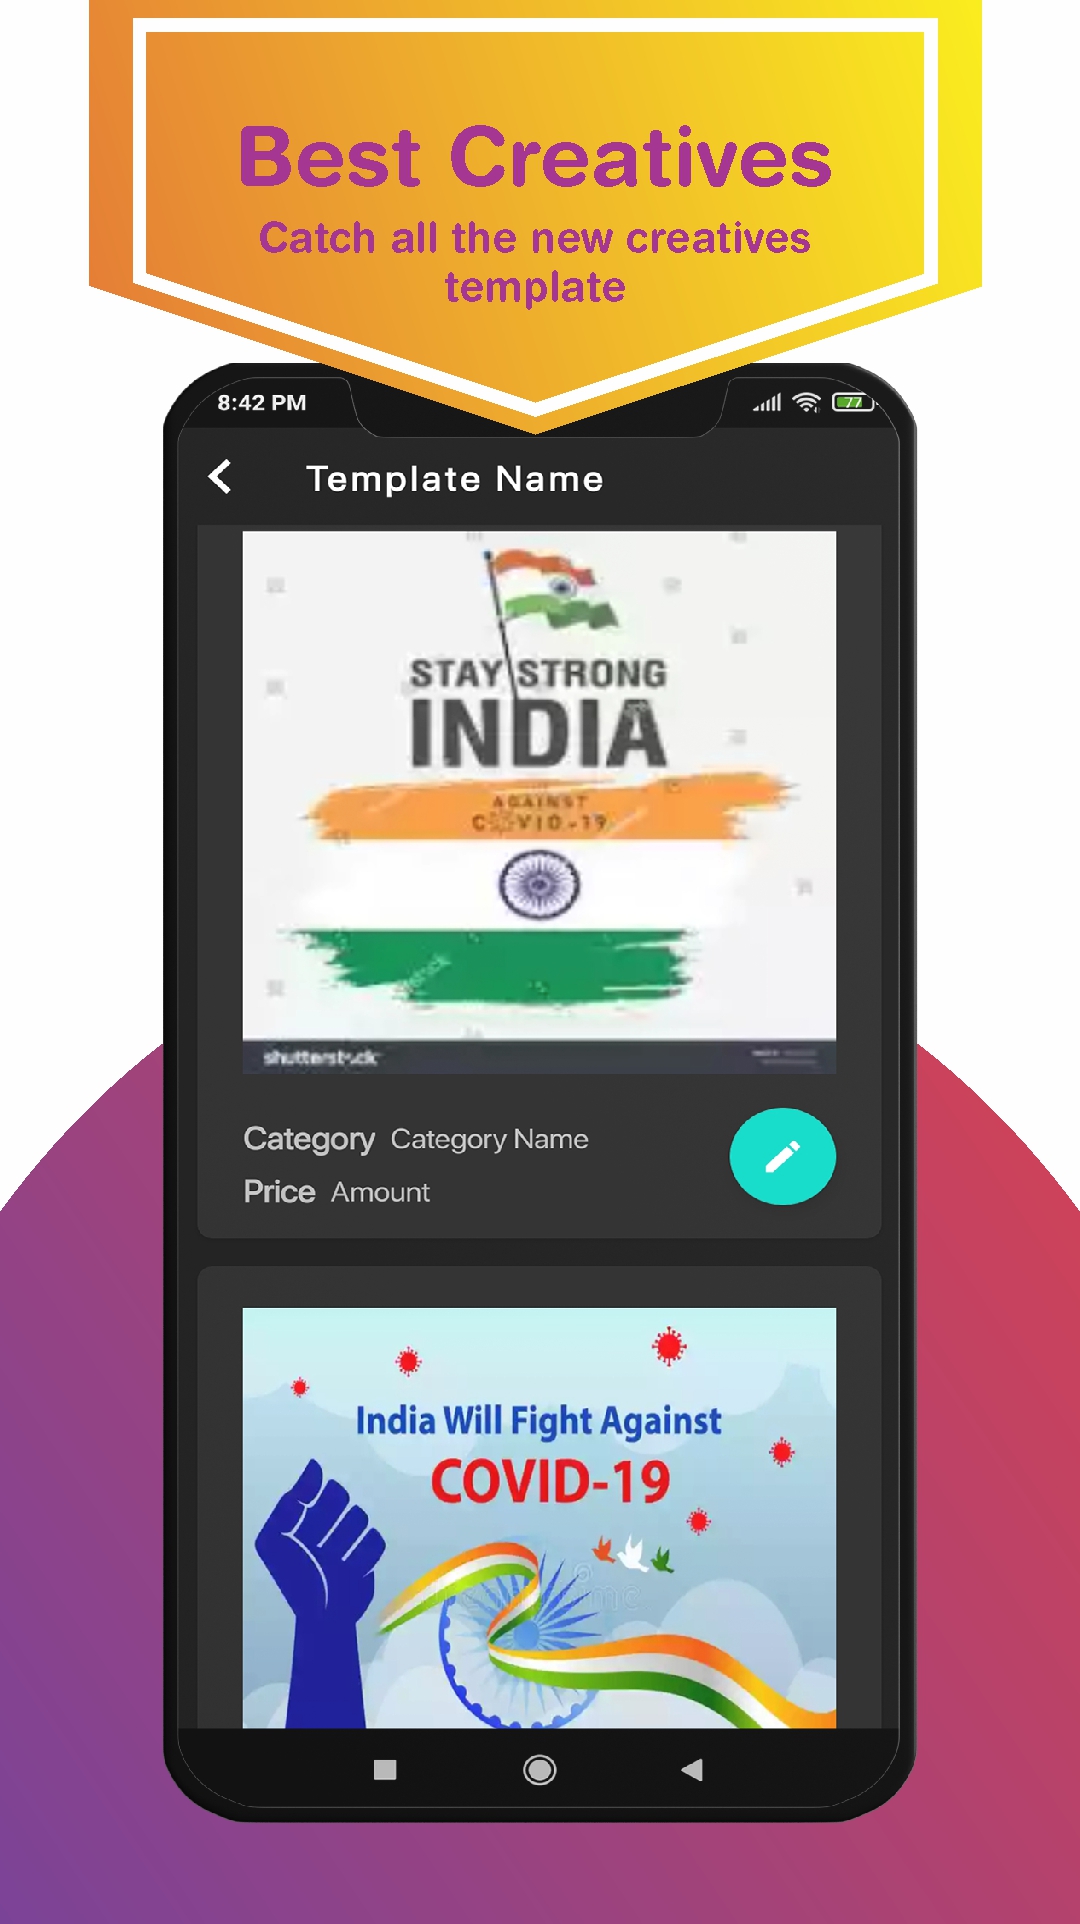 Best Creatives
Catch all the new creatives
template
8:42 PM
77
Template Name
STAY STRONG
INDIA
AGAINST
COVID-19
shutterstock
Category Category Name
Price Amount
India Will Fight Against
COVID-19